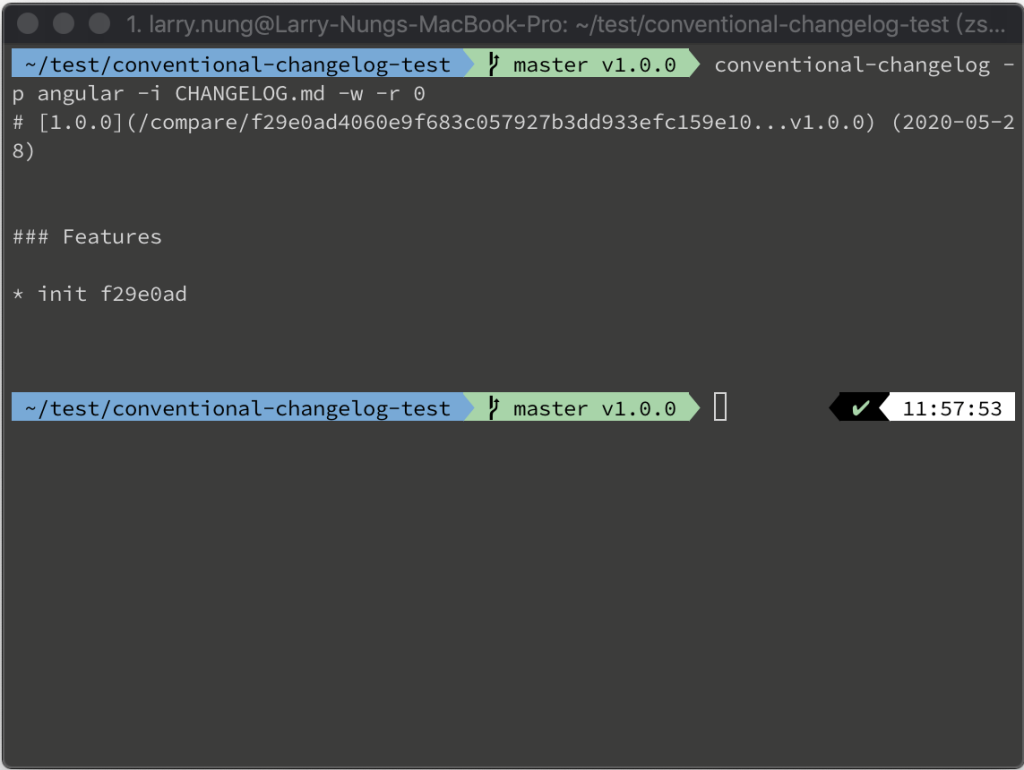 1. larry.nung@Larry-Nungs-MacBook-Pro: ~/test/conventional-changelog-test (zs...
~/test/conventional-changelog-test master v1.0.0 conventional-changelog -
p angular -i CHANGELOG.md -w -r 0
# [1.0.0](/compare/f29e0ad4060e9f683c057927b3dd933efc159e10...v1.0.0) (2020-05-2
8)
### Features
* init f29e0ad
~/test/conventional-changelog-test master v1.0.0 ✔ 11:57:53